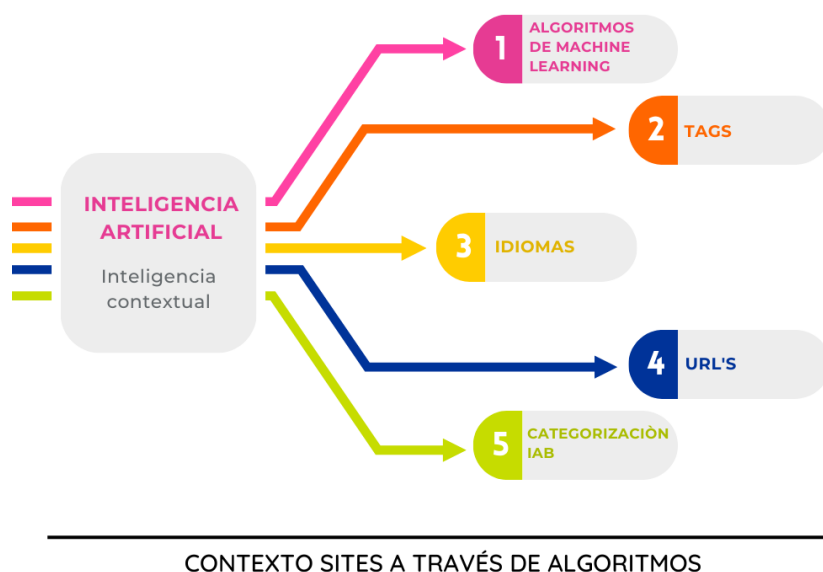 INTELIGENCIA
ARTIFICIAL
Inteligencia
contextual
1
ALGORITMOS
DE MACHINE
LEARNING
2
TAGS
3
IDIOMAS
4
URL'S
5
CATEGORIZACIÒN
IAB
CONTEXTO SITES A TRAVÉS DE ALGORITMOS